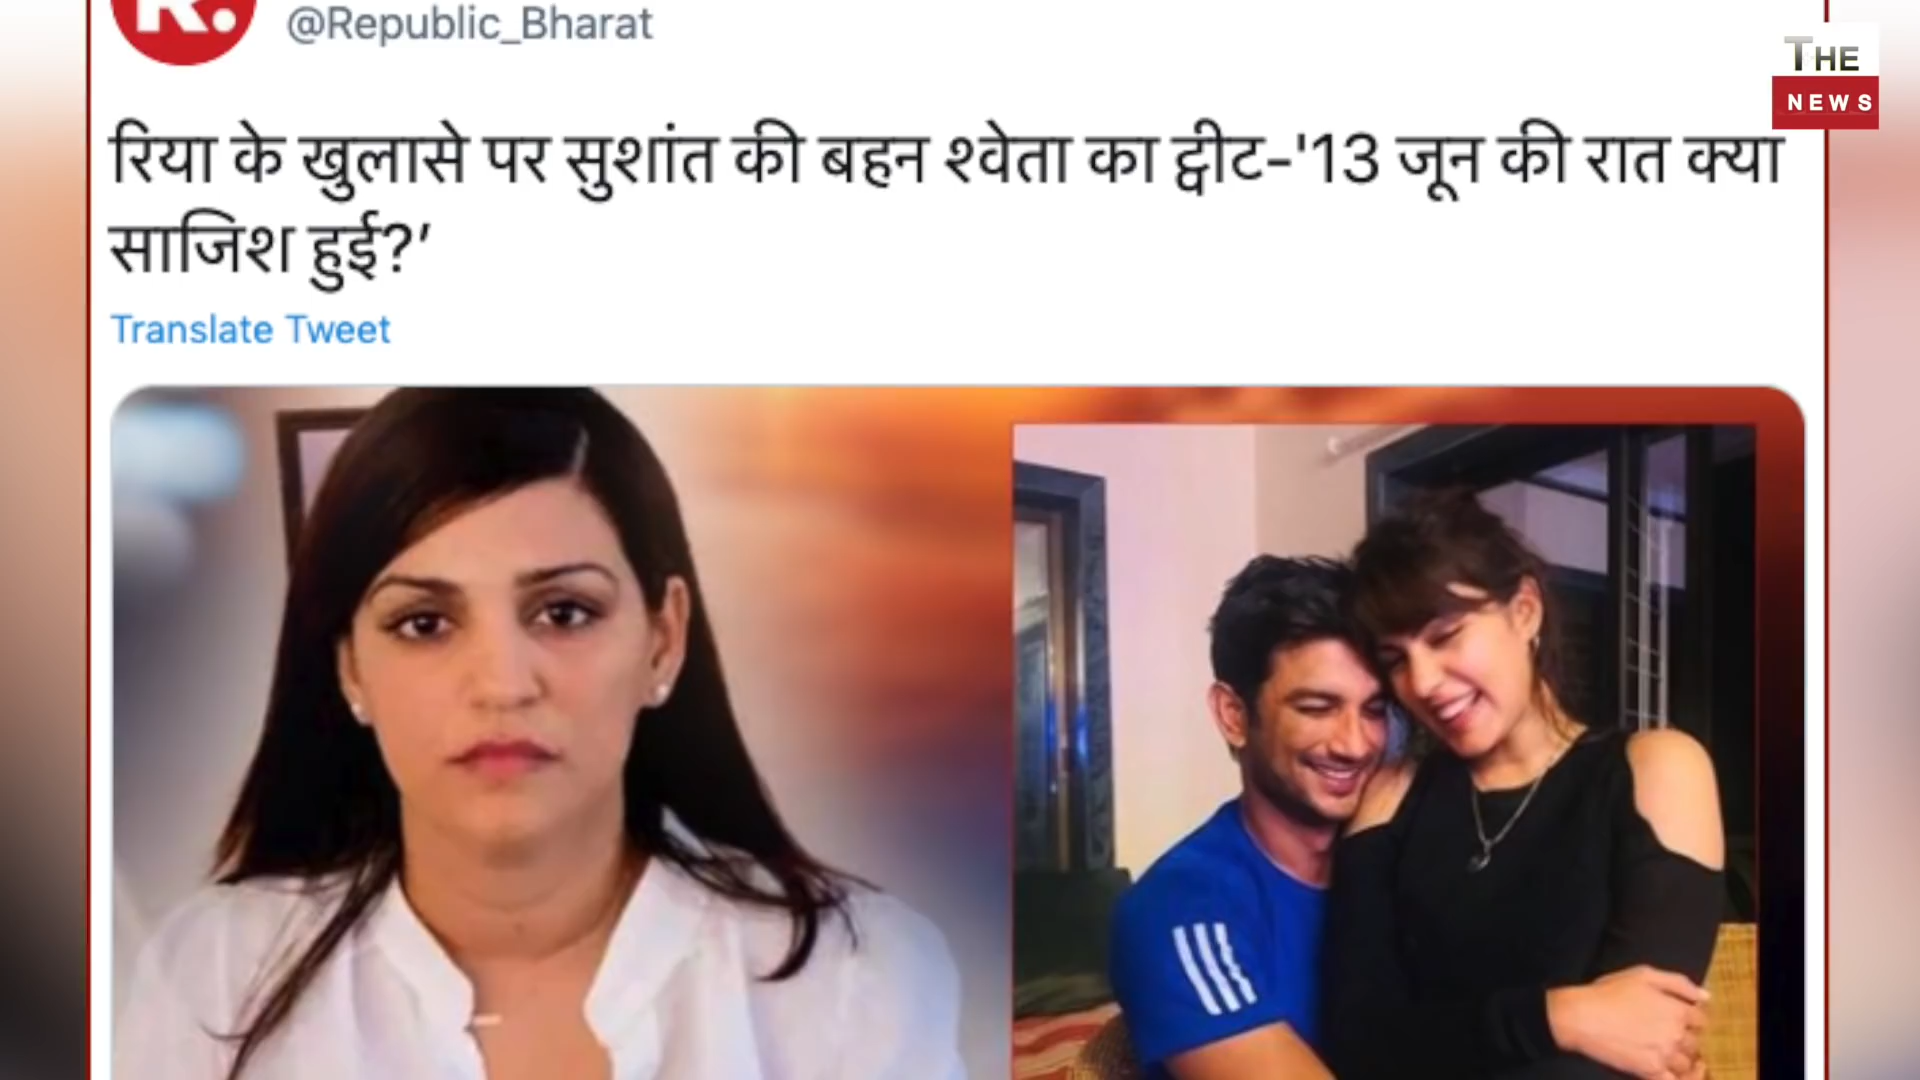 R.
@Republic_Bharat
THE
NEWS
रिया के खुलासे पर सुशांत की बहन श्वेता का ट्वीट-'13 जून की रात क्या
साजिश हुई?’
Translate Tweet